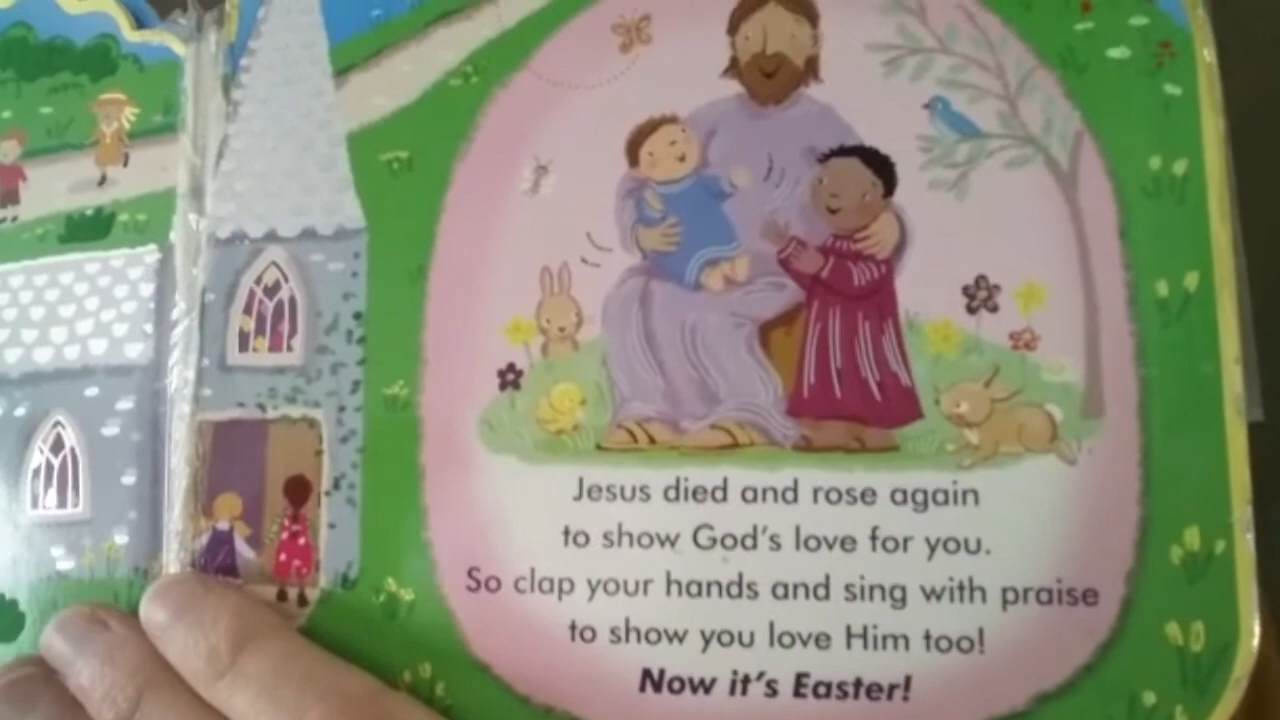 Jesus died and rose again
to show God's love for you.
So clap your hands and sing with praise
to show you love Him too!
Now it's Easter!